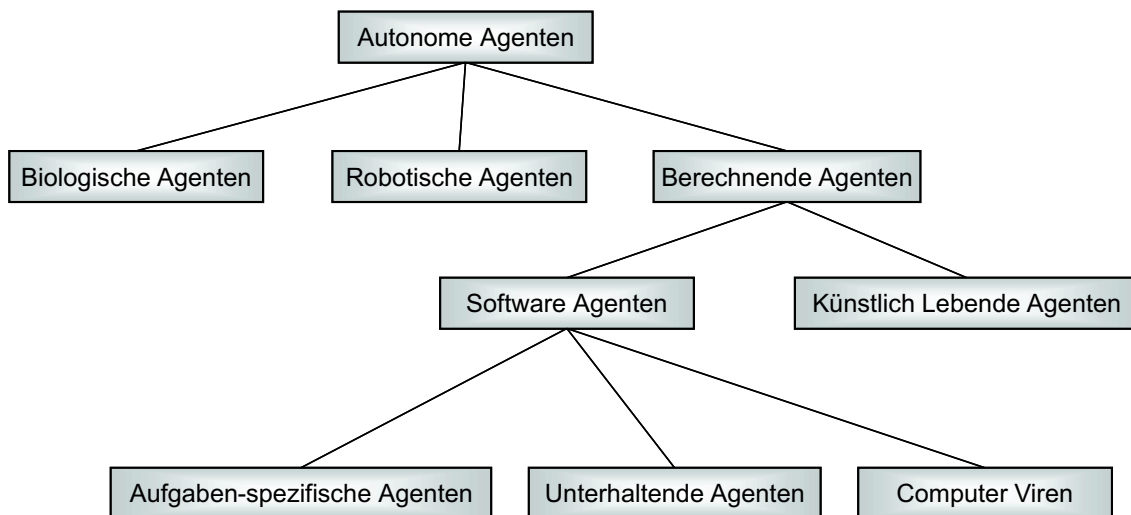 Autonome Agenten
Biologische Agenten
Robotische Agenten
Berechnende Agenten
Software Agenten
Künstlich Lebende Agenten
Aufgaben-spezifische Agenten
Unterhaltende Agenten
Computer Viren